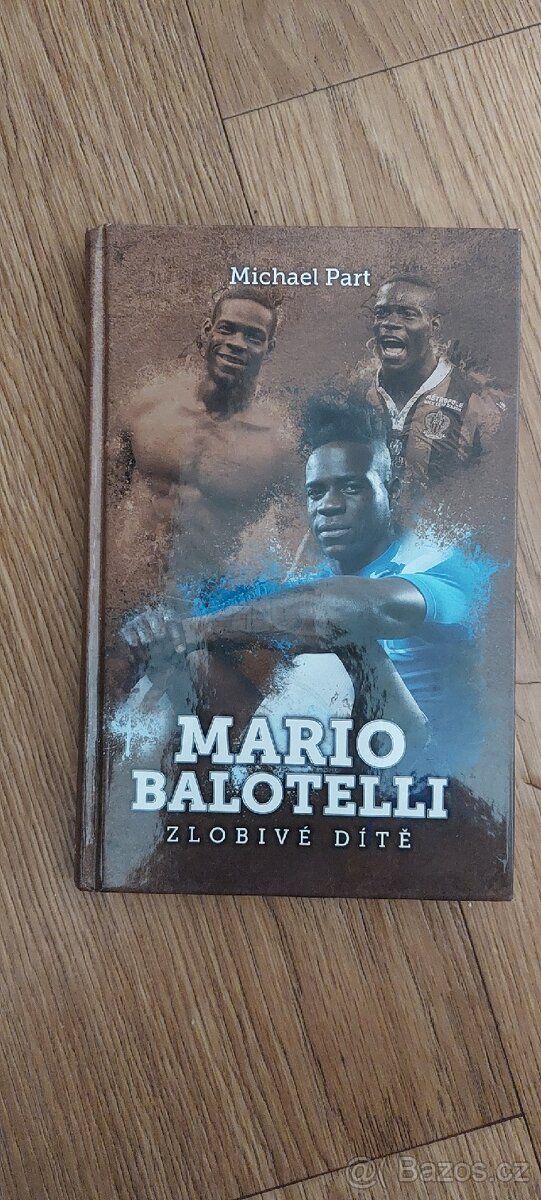 Michael Part
MARIO
BALOTELLI
ZLOBIVÉ DÍTĚ
@ Bazos.cz